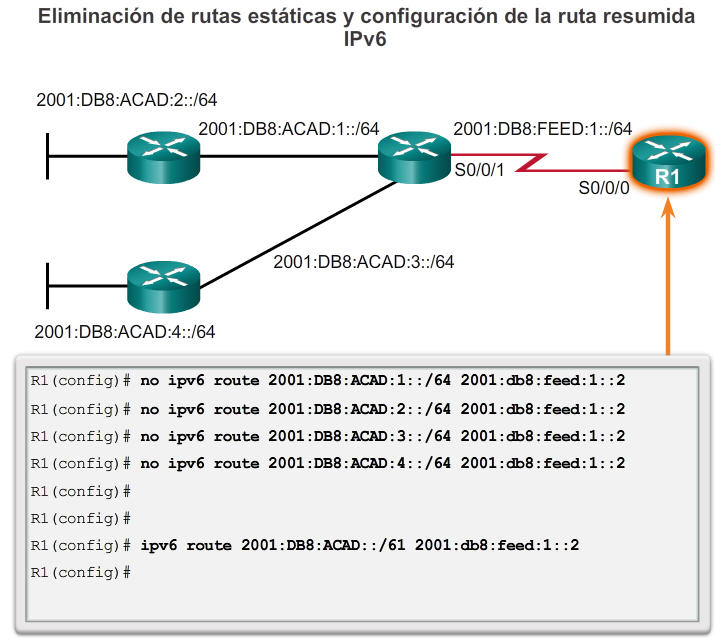 Eliminación de rutas estáticas y configuración de la ruta resumida
IPv6
2001:DB8:ACAD:2::/64
2001:DB8:ACAD:1::/64
2001:DB8:FEED:1::/64
S0/0/1
S0/0/0
R1
2001:DB8:ACAD:3::/64
2001:DB8:ACAD:4::/64
R1(config)# no ipv6 route 2001:DB8:ACAD:1::/64 2001:db8:feed:1::2
R1(config)# no ipv6 route 2001:DB8:ACAD:2::/64 2001:db8:feed:1::2
R1(config)# no ipv6 route 2001:DB8:ACAD:3::/64 2001:db8:feed:1::2
R1(config)# no ipv6 route 2001:DB8:ACAD:4::/64 2001:db8:feed:1::2
R1(config)#
R1(config)#
R1(config)# ipv6 route 2001:DB8:ACAD::/61 2001:db8:feed:1::2
R1(config)#